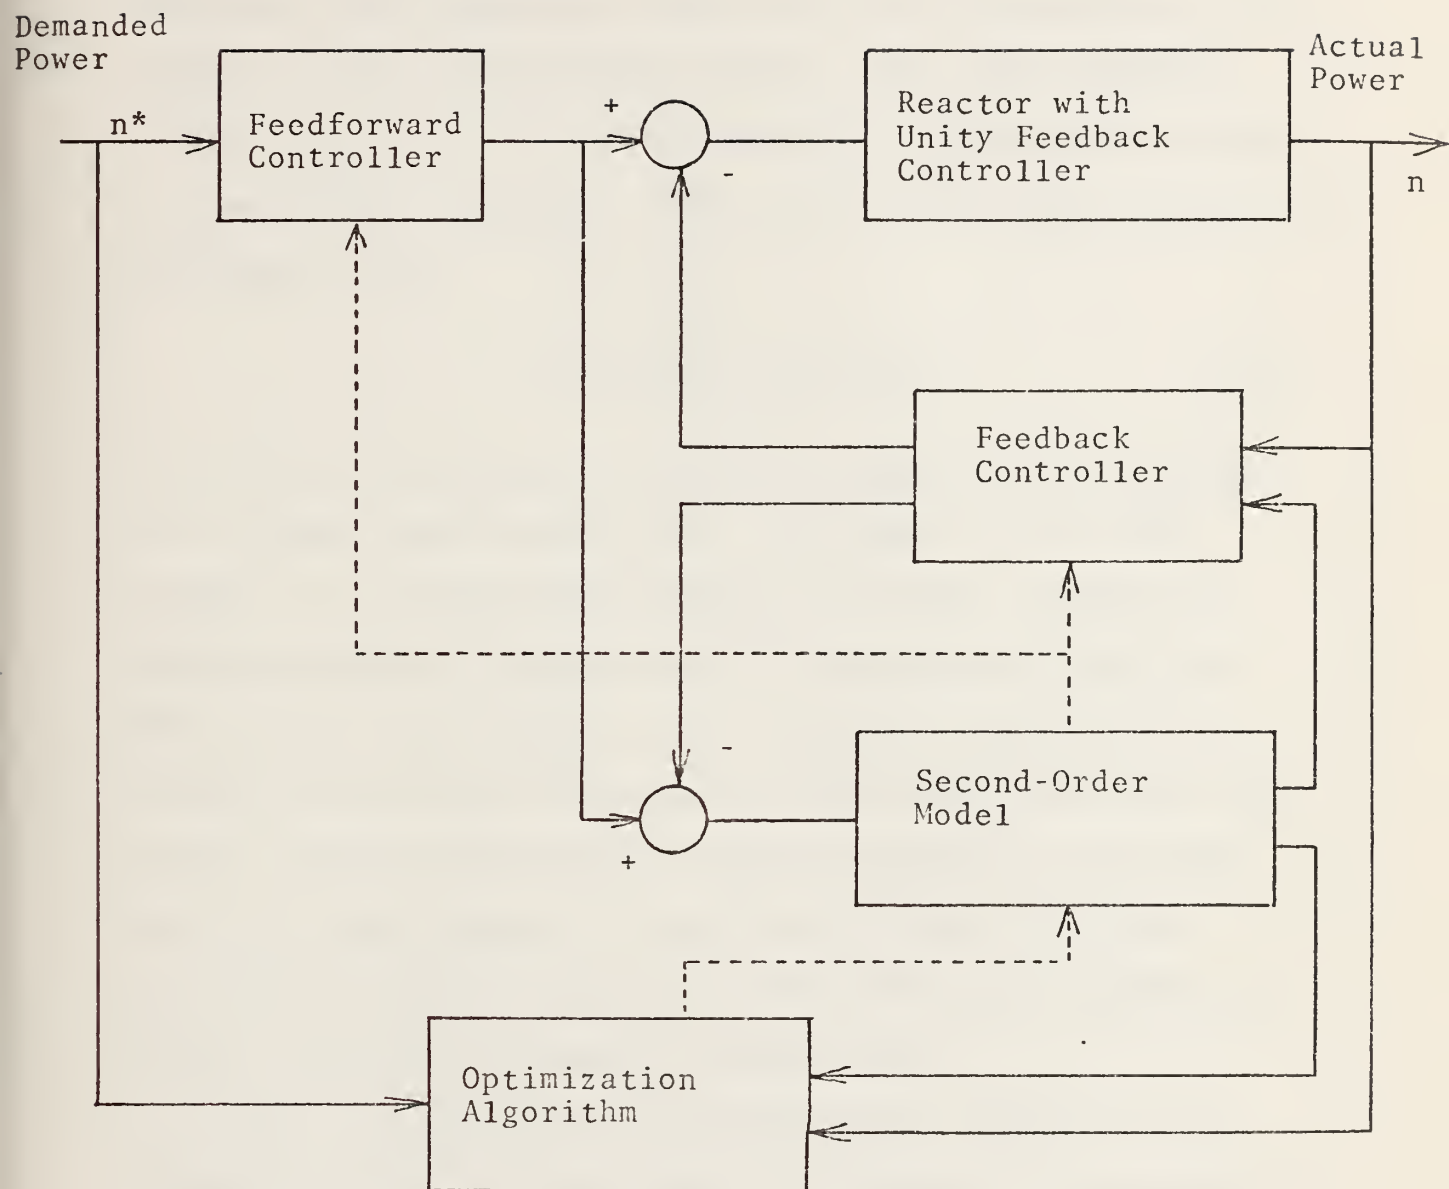 Demanded
Power
n*
Feedforward
Controller
+
-
Reactor with
Unity Feedback
Controller
Actual
Power
n
Feedback
Controller
-
+
Second-Order
Model
Optimization
Algorithm